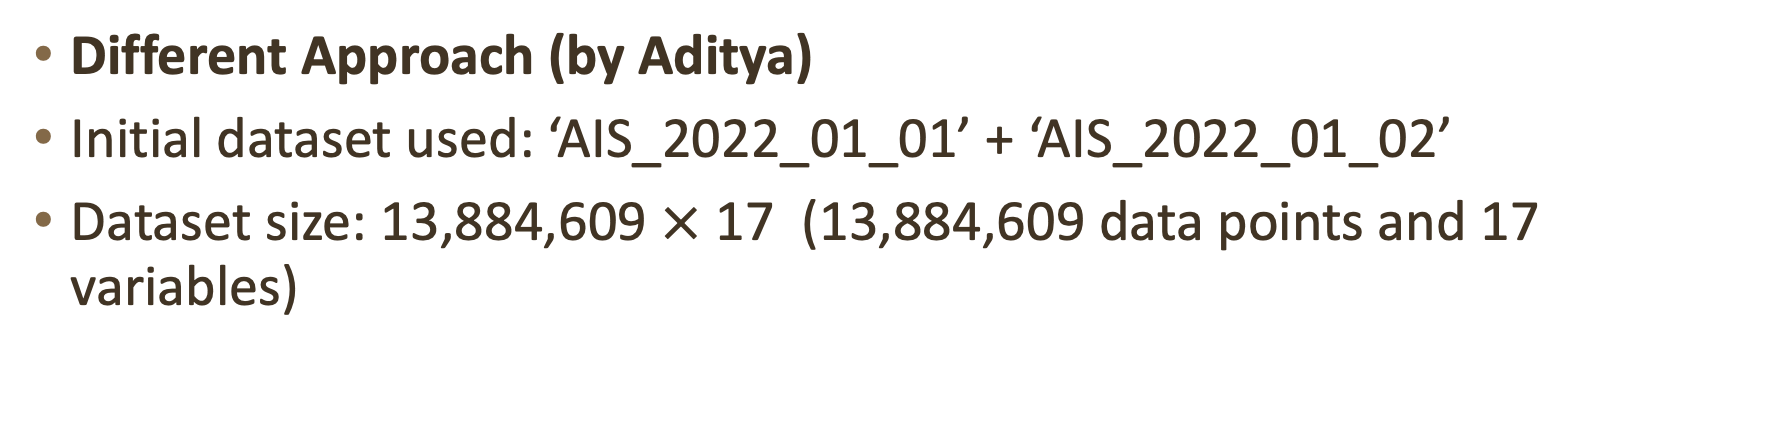 • Different Approach (by Aditya)
• Initial dataset used: ‘AIS_2022_01_01’ + ‘AIS_2022_01_02’
• Dataset size: 13,884,609 × 17  (13,884,609 data points and 17
variables)